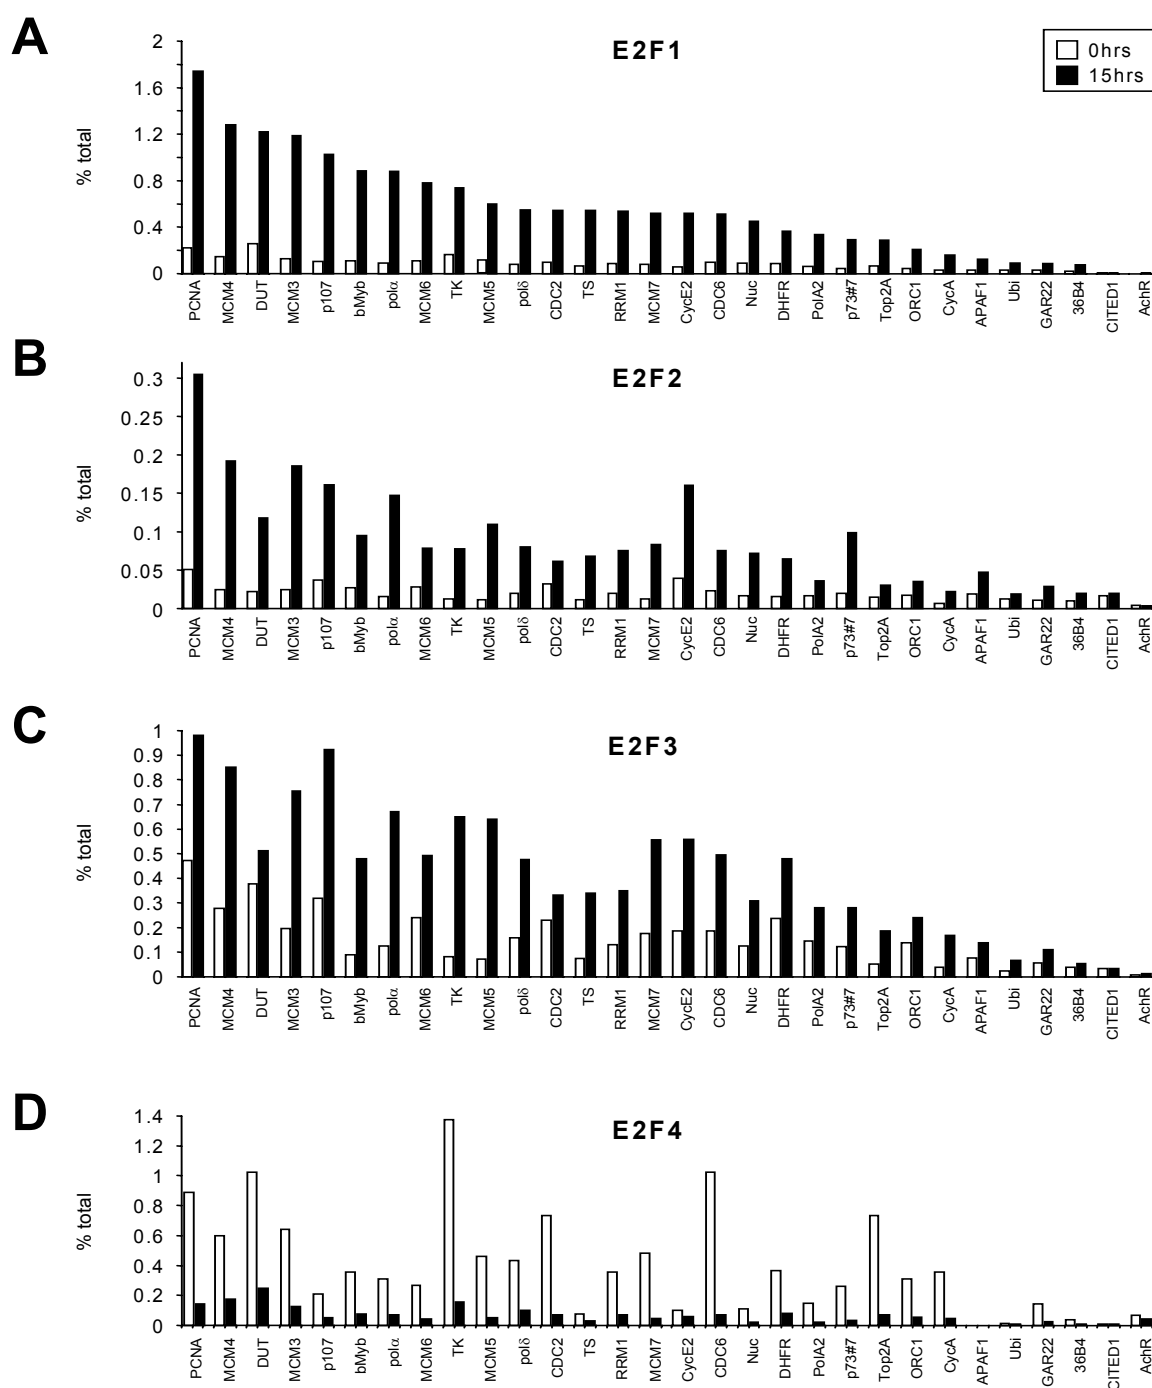 A
E2F1
0hrs
15hrs
% total
2
1.6
1.2
0.8
0.4
0
PCNA MCM4 DUT MCM3 p107 bMyb polα MCM6 TK MCM5 polδ CDC2 TS RRM1 MCM7 CycE2 CDC6 Nuc DHFR PolA2 p73#7 Top2A ORC1 CycA APAF1 Ubi GAR22 36B4 CITED1 AchR
B
E2F2
% total
0.3
0.25
0.2
0.15
0.1
0.05
0
PCNA MCM4 DUT MCM3 p107 bMyb polα MCM6 TK MCM5 polδ CDC2 TS RRM1 MCM7 CycE2 CDC6 Nuc DHFR PolA2 p73#7 Top2A ORC1 CycA APAF1 Ubi GAR22 36B4 CITED1 AchR
C
E2F3
% total
1
0.9
0.8
0.7
0.6
0.5
0.4
0.3
0.2
0.1
0
PCNA MCM4 DUT MCM3 p107 bMyb polα MCM6 TK MCM5 polδ CDC2 TS RRM1 MCM7 CycE2 CDC6 Nuc DHFR PolA2 p73#7 Top2A ORC1 CycA APAF1 Ubi GAR22 36B4 CITED1 AchR
D
E2F4
% total
1.4
1.2
1
0.8
0.6
0.4
0.2
0
PCNA MCM4 DUT MCM3 p107 bMyb polα MCM6 TK MCM5 polδ CDC2 TS RRM1 MCM7 CycE2 CDC6 Nuc DHFR PolA2 p73#7 Top2A ORC1 CycA APAF1 Ubi GAR22 36B4 CITED1 AchR